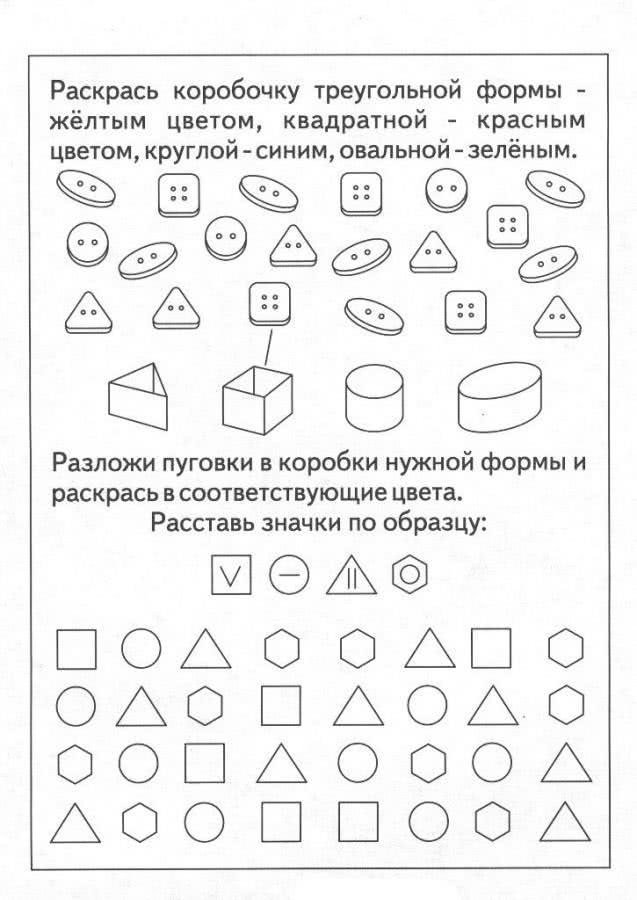 Раскрась коробочку треугольной формы -
жёлтым цветом, квадратной - красным
цветом, круглой - синим, овальной - зелёным.
Разложи пуговки в коробки нужной формы и
раскрась в соответствующие цвета.
Расставь значки по образцу: